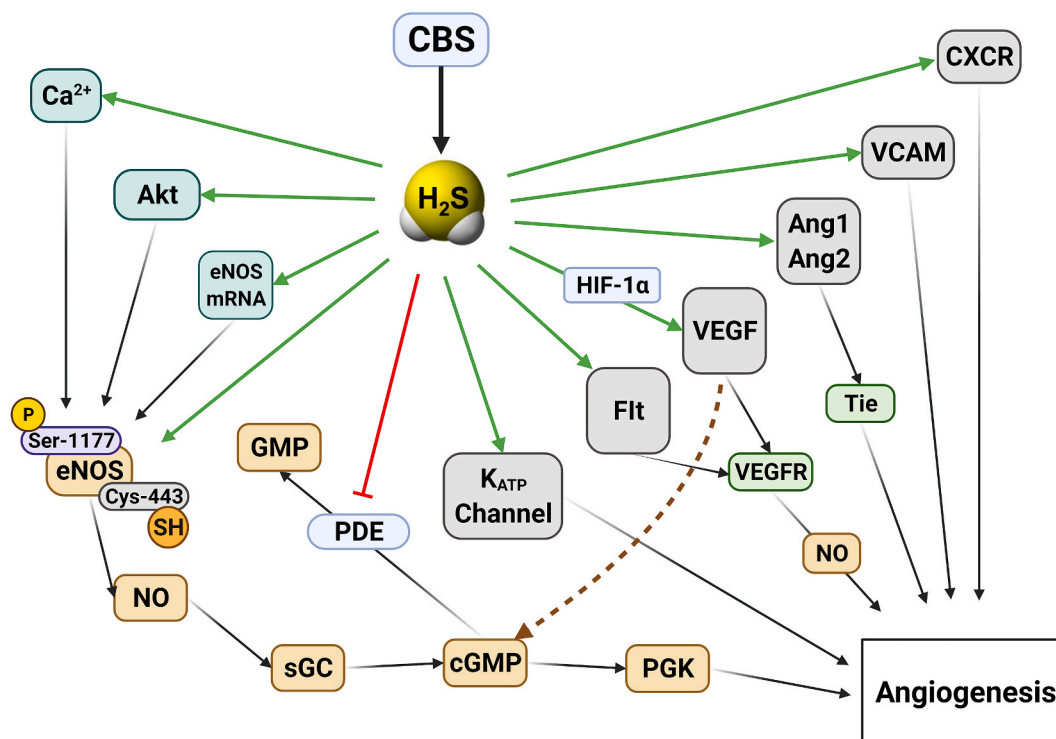 CBS
CXCR
Ca²⁺
VCAM
Akt
H₂S
Ang1
Ang2
eNOS
mRNA
HIF-1α
VEGF
Flt
Tie
P
Ser-1177
eNOS
Cys-443
SH
GMP
K_ATP
Channel
VEGFR
PDE
NO
NO
sGC
cGMP
PGK
Angiogenesis